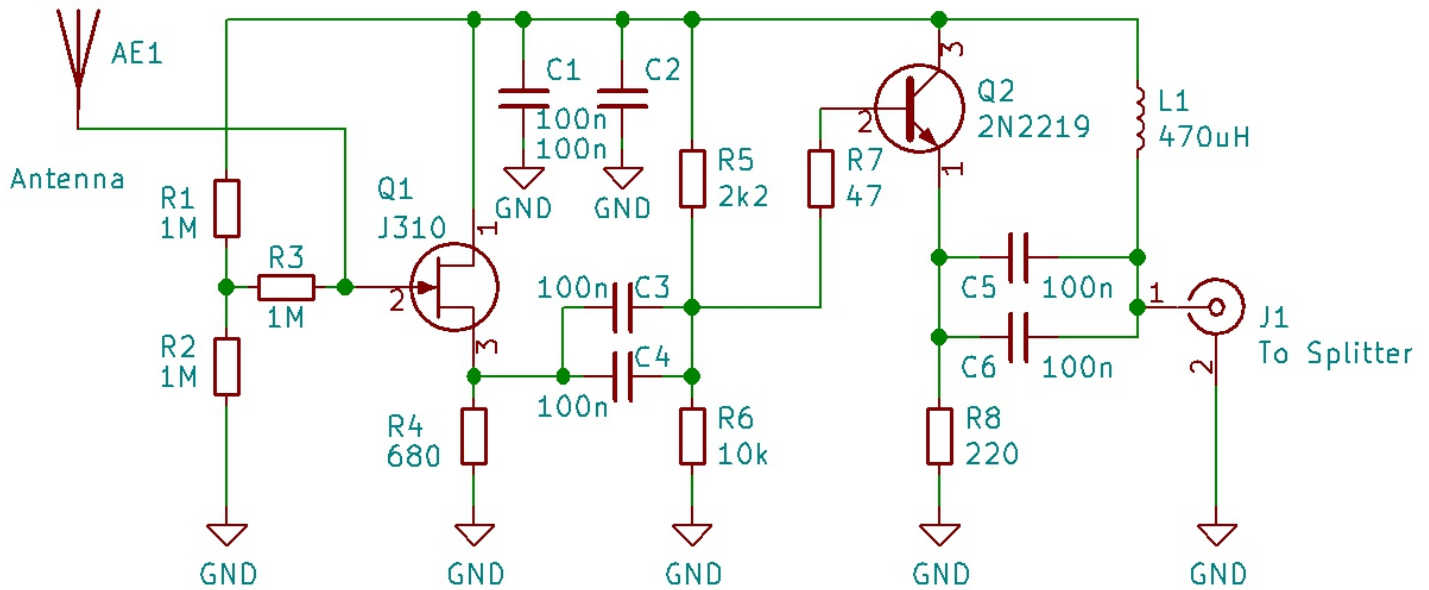 AE1
Antenna
R1
1M
R2
1M
R3
1M
Q1
J310
1
2
3
R4
680
GND
GND
C1
100n
100n
GND
C2
GND
R5
2k2
100n
C3
C4
100n
R6
10k
GND
R7
47
Q2
2N2219
3
2
1
C5
100n
C6
100n
R8
220
GND
L1
470uH
1
2
J1
To Splitter
GND